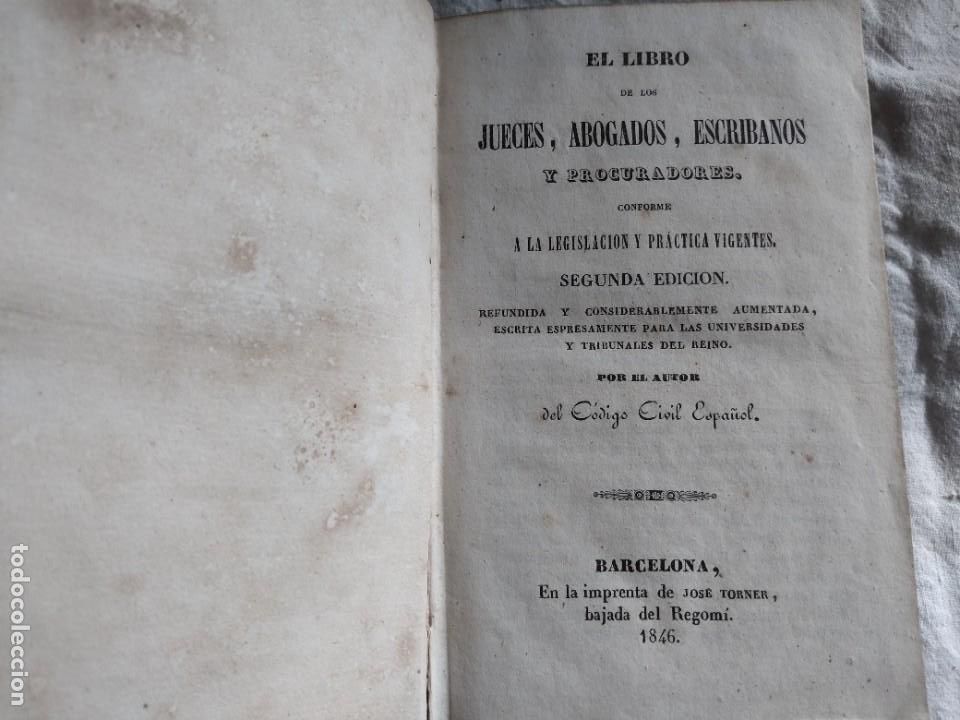 EL LIBRO
DE LOS
JUECES, ABOGADOS, ESCRIBANOS
Y PROCURADORES.
CONFORME
A LA LEGISLACION Y PRÁCTICA VIGENTES.
SEGUNDA EDICION.
REFUNDIDA Y CONSIDERABLEMENTE AUMENTADA,
ESCRITA ESPRESAMENTE PARA LAS UNIVERSIDADES
Y TRIBUNALES DEL REINO.
POR EL AUTOR
del Código Civil Español.
BARCELONA,
En la imprenta de JOSÉ TORNER,
bajada del Regomí.
1846.
todocoleccion